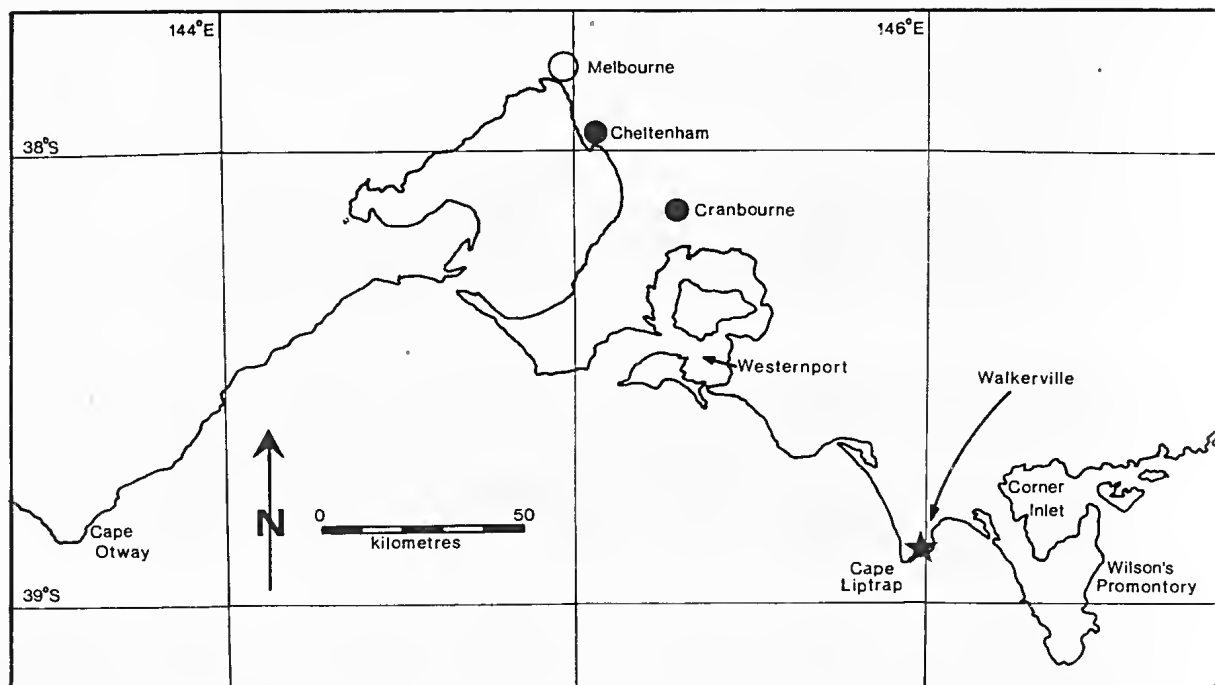 144°E
146°E
Melbourne
Cheltenham
38°S
Cranbourne
Westernport
Walkerville
Corner
Inlet
N
0
50
kilometres
Cape
Otway
Cape
Liptrap
Wilson's
Promontory
39°S